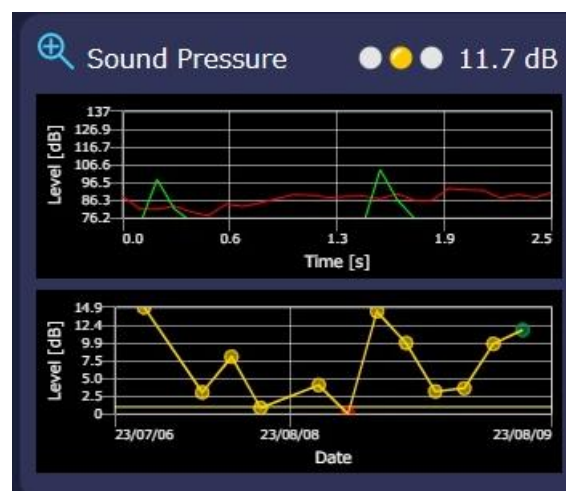 Sound Pressure 11.7 dB
Level [dB]
137
126.9
116.7
106.6
96.5
86.3
76.2
0.0 0.6 1.3 1.9 2.5
Time [s]
Level [dB]
14.9
12.4
9.9
7.5
5.0
2.5
0
23/07/06 23/08/08 23/08/09
Date